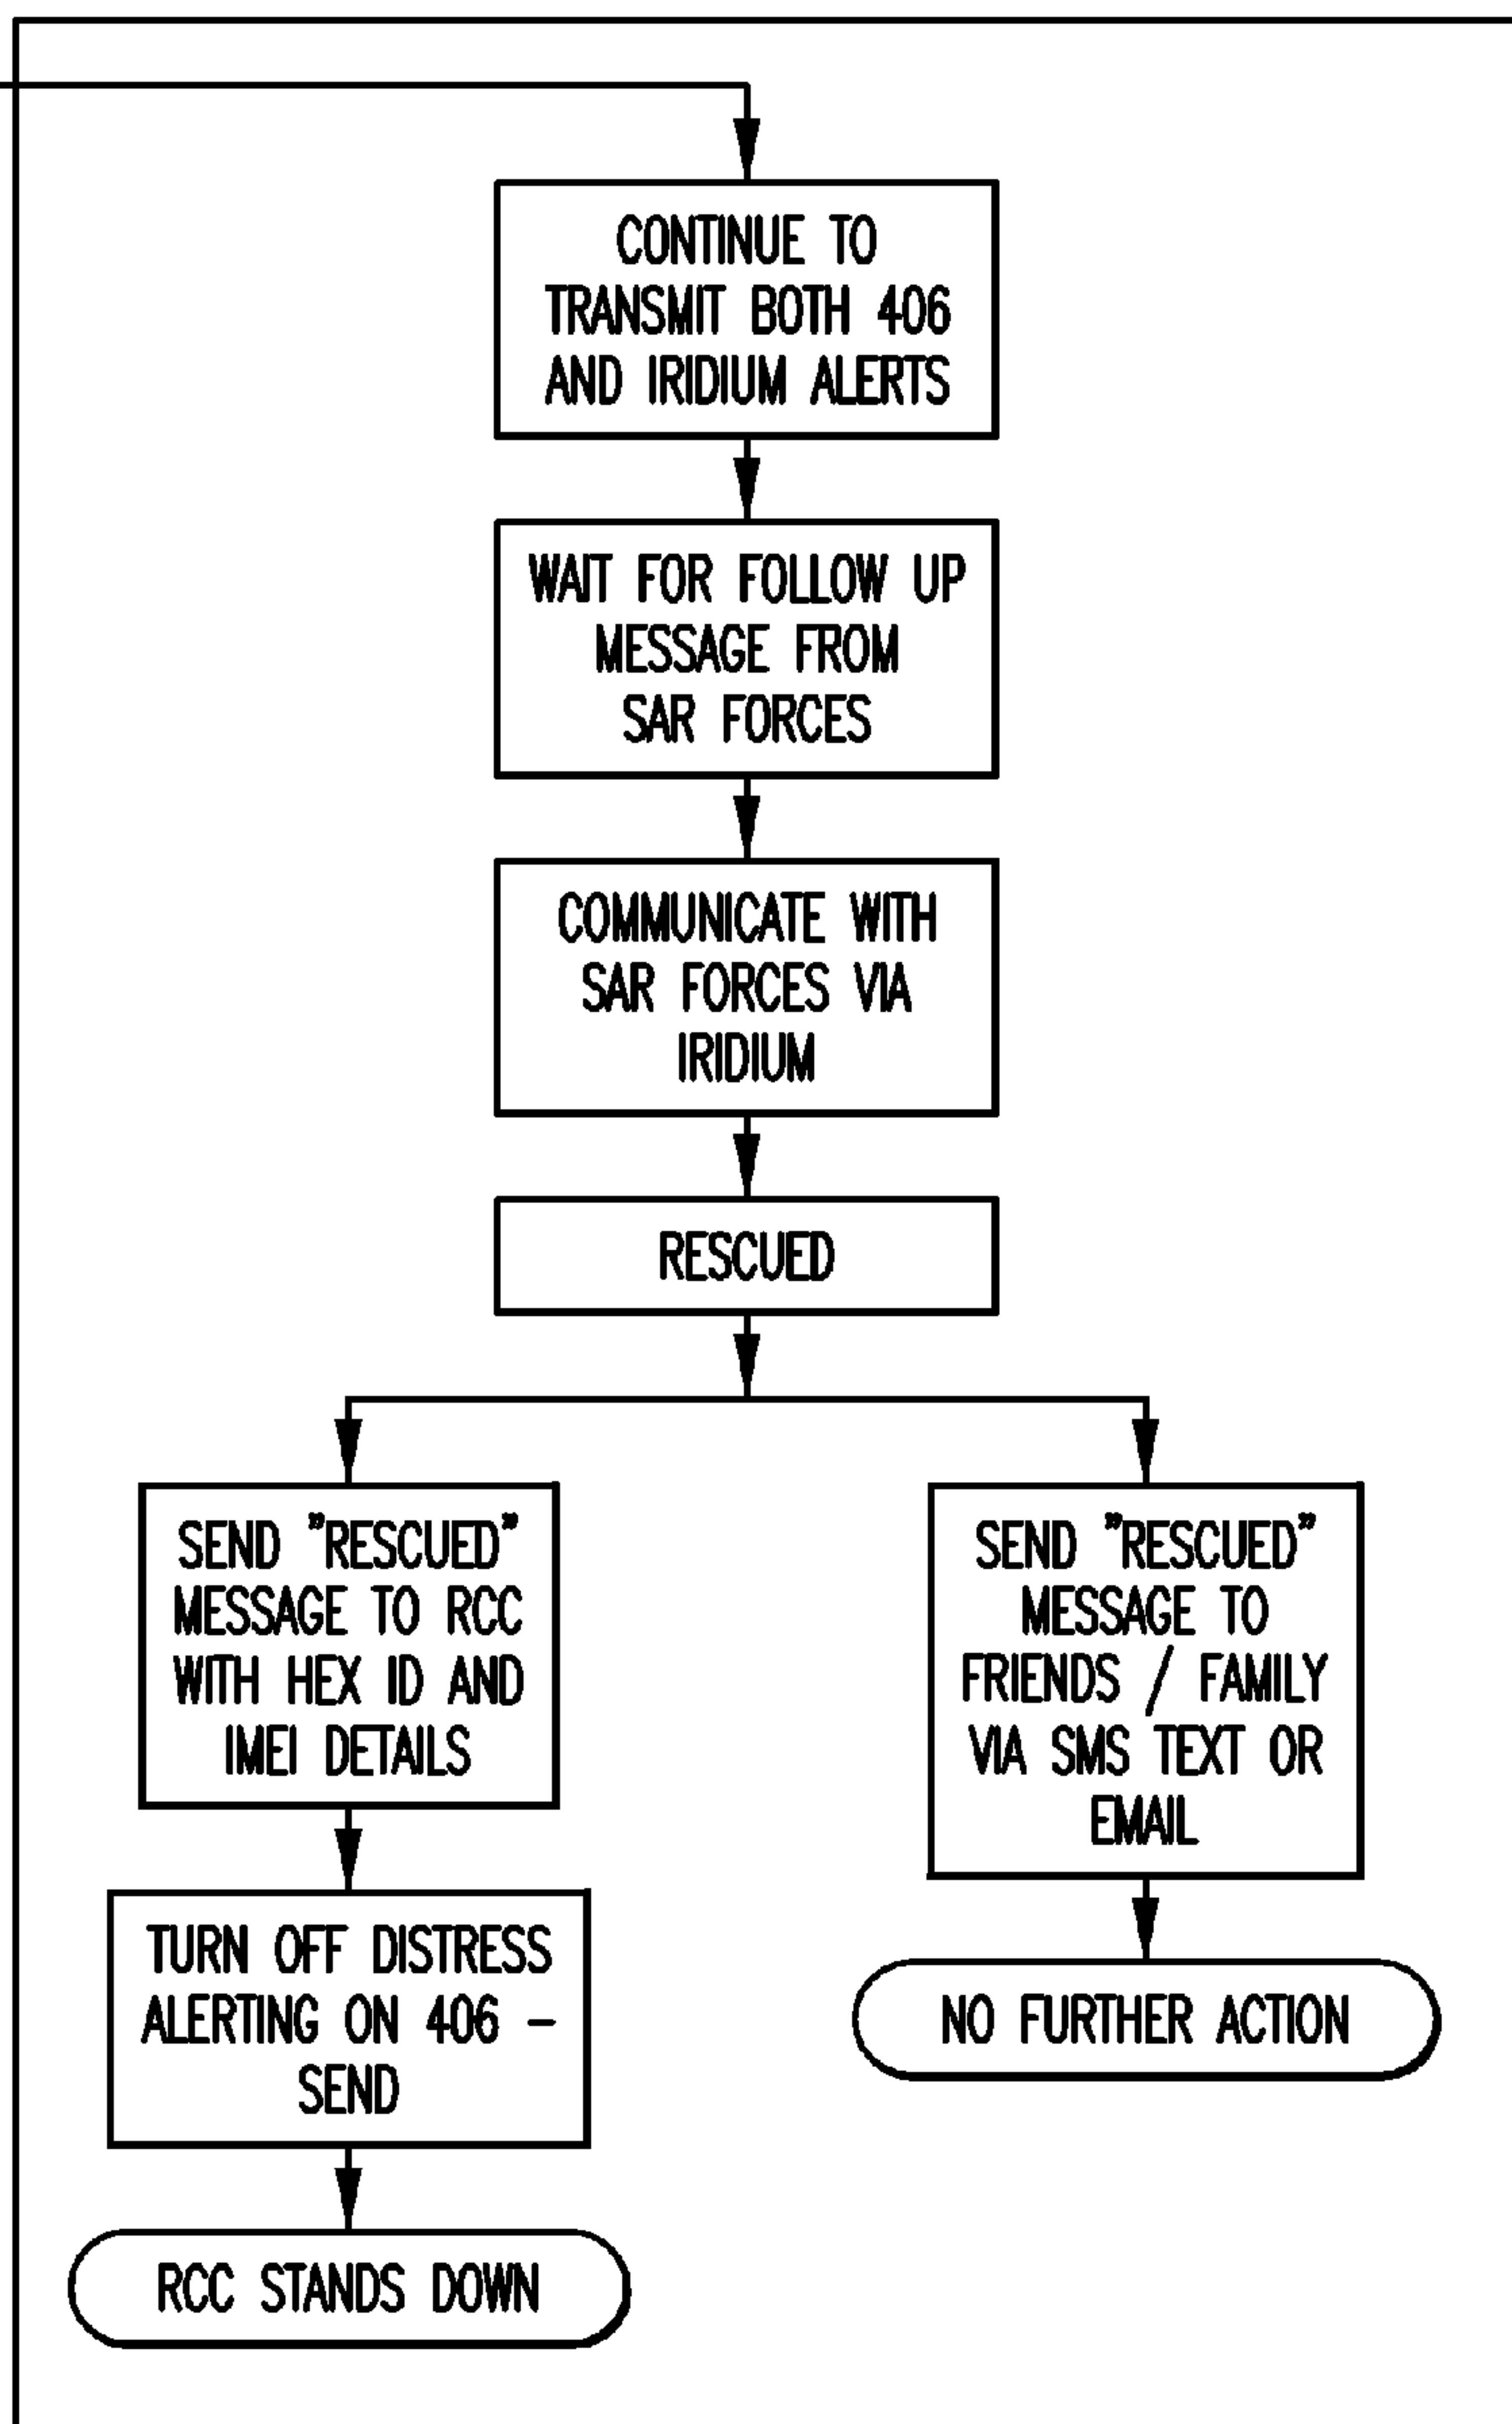 CONTINUE TO
TRANSMIT BOTH 406
AND IRIDIUM ALERTS
WAIT FOR FOLLOW UP
MESSAGE FROM
SAR FORCES
COMMUNICATE WITH
SAR FORCES VIA
IRIDIUM
RESCUED
SEND "RESCUED"
MESSAGE TO RCC
WITH HEX ID AND
IMEI DETAILS
TURN OFF DISTRESS
ALERTING ON 406 -
SEND
RCC STANDS DOWN
SEND "RESCUED"
MESSAGE TO
FRIENDS / FAMILY
VIA SMS TEXT OR
EMAIL
NO FURTHER ACTION